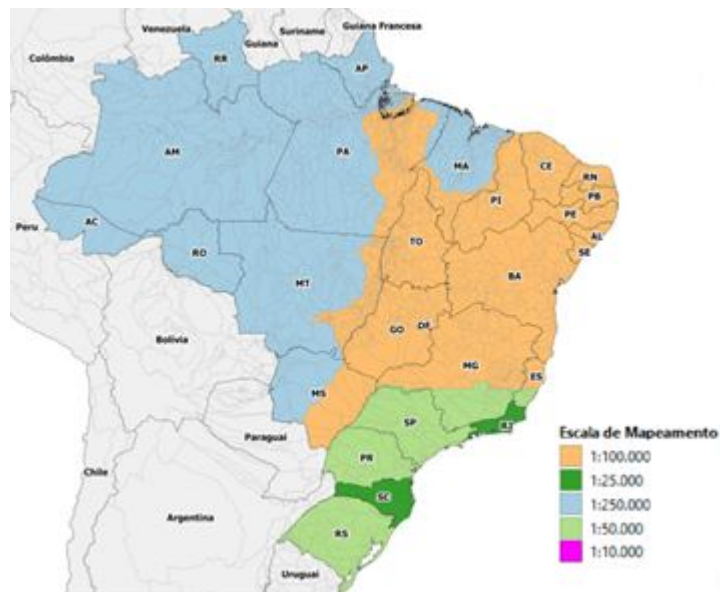 Venezuela
Guiana
Suriname
Guiana Francesa
Colômbia
RR
AP
AM
PA
MA
CE
RN
PB
PI
PE
AL
SE
AC
Peru
RO
TO
BA
MT
Bolívia
GO
DF
MG
ES
MS
SP
RJ
Paraguai
PR
Chile
SC
Argentina
RS
Uruguai
Escala de Mapeamento
1:100.000
1:25.000
1:250.000
1:50.000
1:10.000